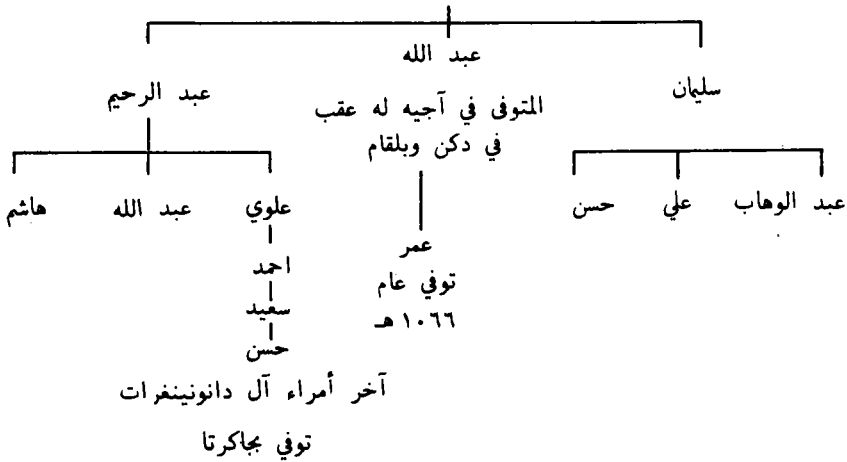 عبد الله
سليمان
عبد الرحيم
المتوفى في آجيه له عقب
في دكن وبلقام
عبد الوهاب
علي
حسن
علوي
عبد الله
هاشم
عمر
توفي عام
١٠٦٦ هـ
احمد
سعيد
حسن
آخر أمراء آل دانونينغرات
توفي بجاكرتا